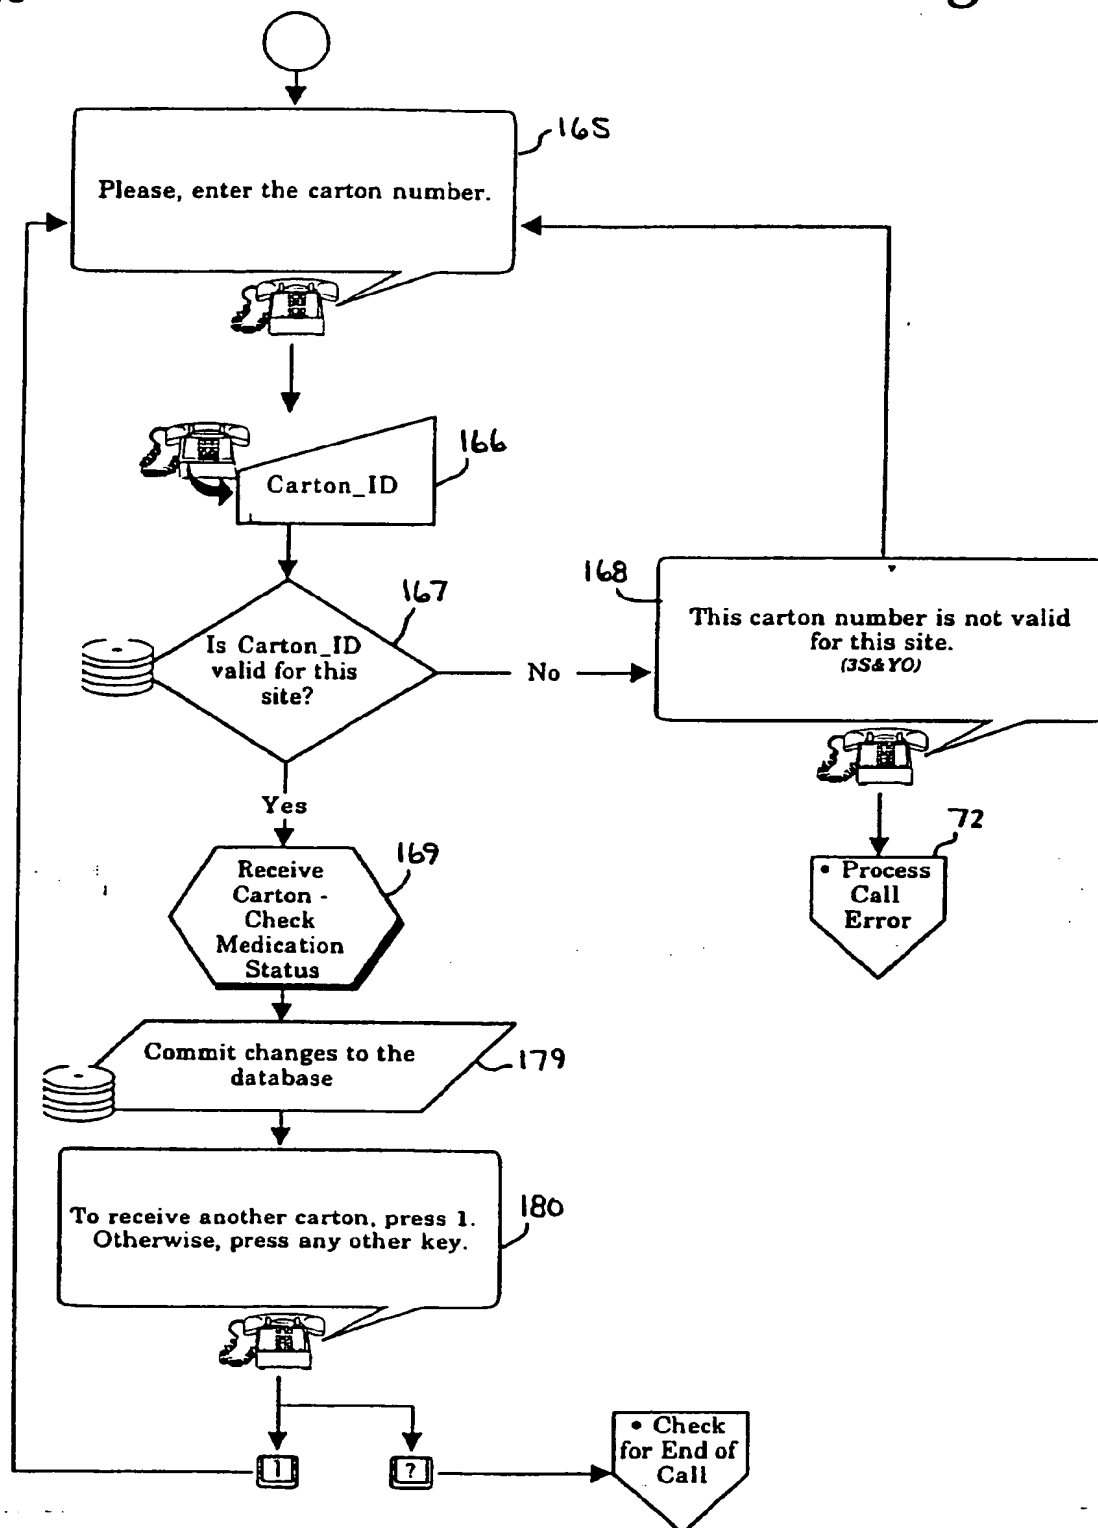 165
Please, enter the carton number.
166
Carton_ID
167
Is Carton_ID
valid for this
site?
No
168
This carton number is not valid
for this site.
(3S&YO)
Yes
72
• Process
Call
Error
169
Receive
Carton -
Check
Medication
Status
Commit changes to the
database
179
To receive another carton, press 1.
Otherwise, press any other key.
180
1
?
• Check
for End of
Call